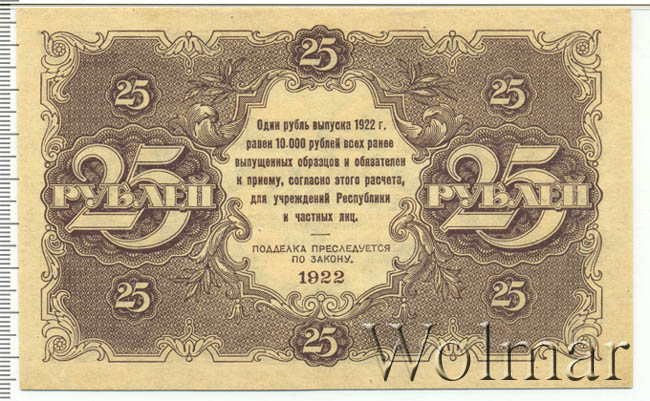 25
25 25
Один рубль выпуска 1922 г.
равен 10.000 рублей всех ранее
выпущенных образцов и обязателен
к приему, согласно этого расчета,
для учреждений Республики
и частных лиц.
25 РУБЛЕЙ 25 РУБЛЕЙ
ПОДДЕЛКА ПРЕСЛЕДУЕТСЯ
ПО ЗАКОНУ.
1922
25 25
25
Wolmar